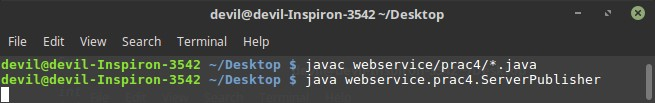 devil@devil-Inspiron-3542 ~/Desktop
File Edit View Search Terminal Help
devil@devil-Inspiron-3542 ~/Desktop $ javac webservice/prac4/*.java
devil@devil-Inspiron-3542 ~/Desktop $ java webservice.prac4.ServerPublisher